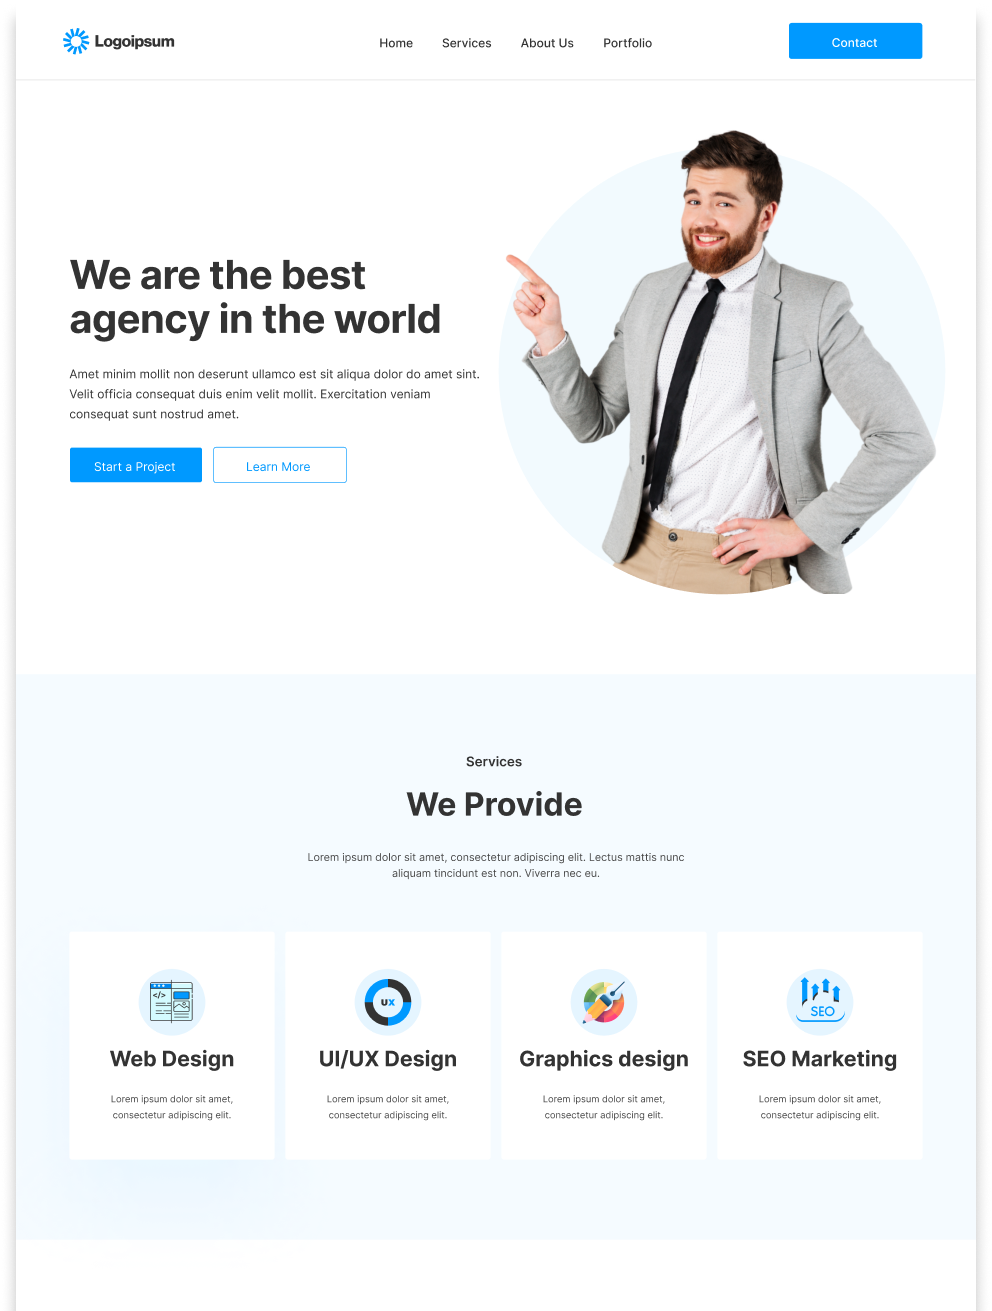 Logoipsum
Home Services About Us Portfolio
Contact
We are the best
agency in the world
Amet minim mollit non deserunt ullamco est sit aliqua dolor do amet sint.
Velit officia consequat duis enim velit mollit. Exercitation veniam
consequat sunt nostrud amet.
Start a Project
Learn More
Services
We Provide
Lorem ipsum dolor sit amet, consectetur adipiscing elit. Lectus mattis nunc
aliquam tincidunt est non. Viverra nec eu.
</>
Web Design
Lorem ipsum dolor sit amet,
consectetur adipiscing elit.
UX
UI/UX Design
Lorem ipsum dolor sit amet,
consectetur adipiscing elit.
Graphics design
Lorem ipsum dolor sit amet,
consectetur adipiscing elit.
SEO
SEO Marketing
Lorem ipsum dolor sit amet,
consectetur adipiscing elit.